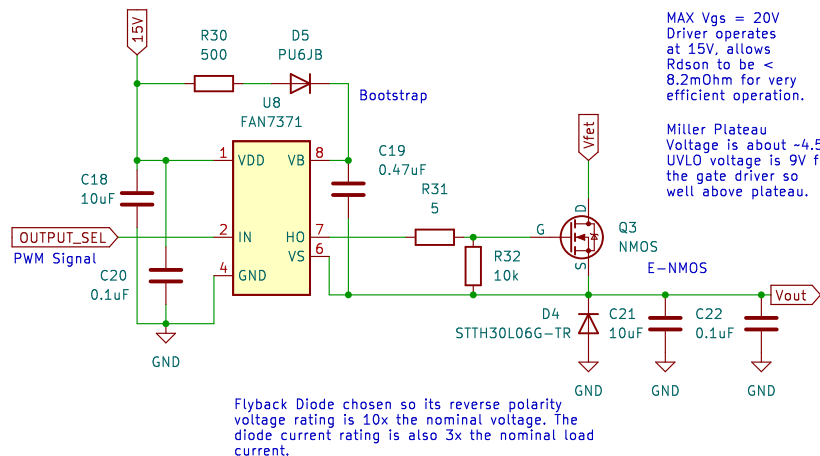 MAX Vgs = 20V
Driver operates
at 15V, allows
Rdson to be <
8.2mOhm for very
efficient operation.
Miller Plateau
Voltage is about ~4.5
UVLO voltage is 9V f
the gate driver so
well above plateau.
15V
R30
500
D5
PU6JB
Bootstrap
U8
FAN7371
1
VDD
VB
8
2
IN
HO
7
VS
6
4
GND
C18
10uF
C19
0.47uF
C20
0.1uF
OUTPUT_SEL
PWM Signal
GND
R31
5
R32
10k
Vfet
D
G
S
Q3
NMOS
E-NMOS
D4
STTH30L06G-TR
C21
10uF
C22
0.1uF
Vout
GND
GND
GND
Flyback Diode chosen so its reverse polarity
voltage rating is 10x the nominal voltage. The
diode current rating is also 3x the nominal load
current.